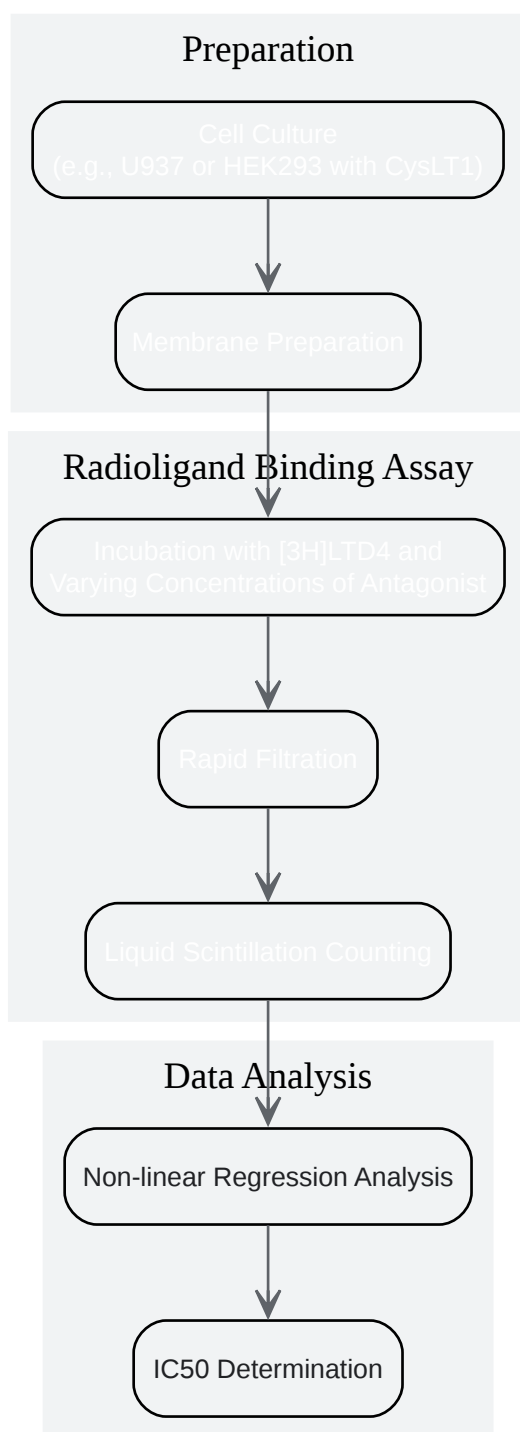 Preparation
Cell Culture
(e.g., U937 or HEK293 with CysLT1)
Membrane Preparation
Radioligand Binding Assay
Incubation with [3H]LTD4 and
Varying Concentrations of Antagonist
Rapid Filtration
Liquid Scintillation Counting
Data Analysis
Non-linear Regression Analysis
IC50 Determination